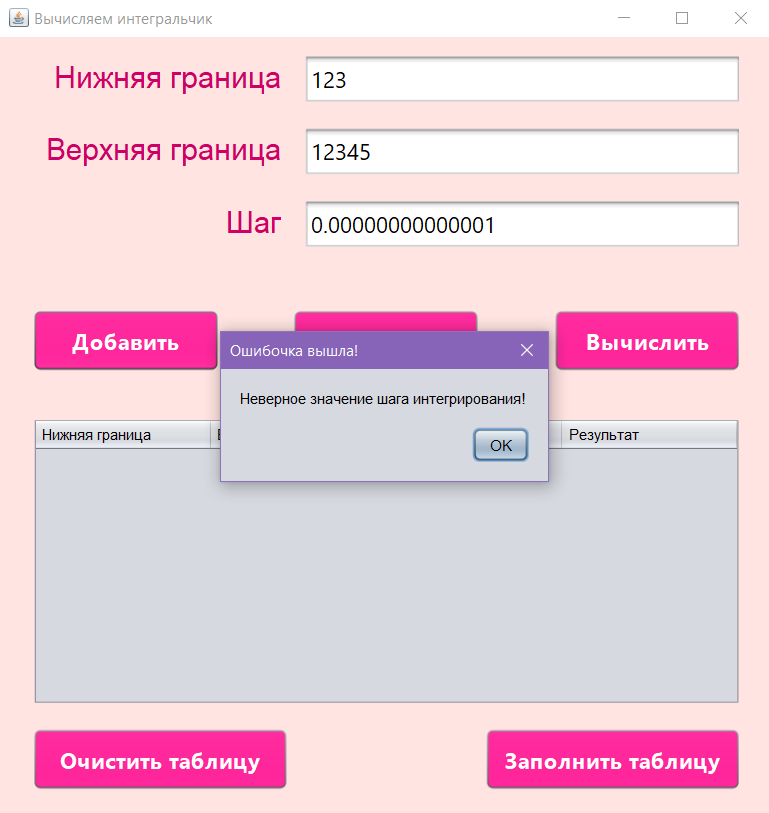 Вычисляем интегральчик
Нижняя граница
123
Верхняя граница
12345
Шаг
0.00000000000001
Добавить
Вычислить
Ошибочка вышла!
Неверное значение шага интегрирования!
OK
Нижняя граница
Результат
Очистить таблицу
Заполнить таблицу